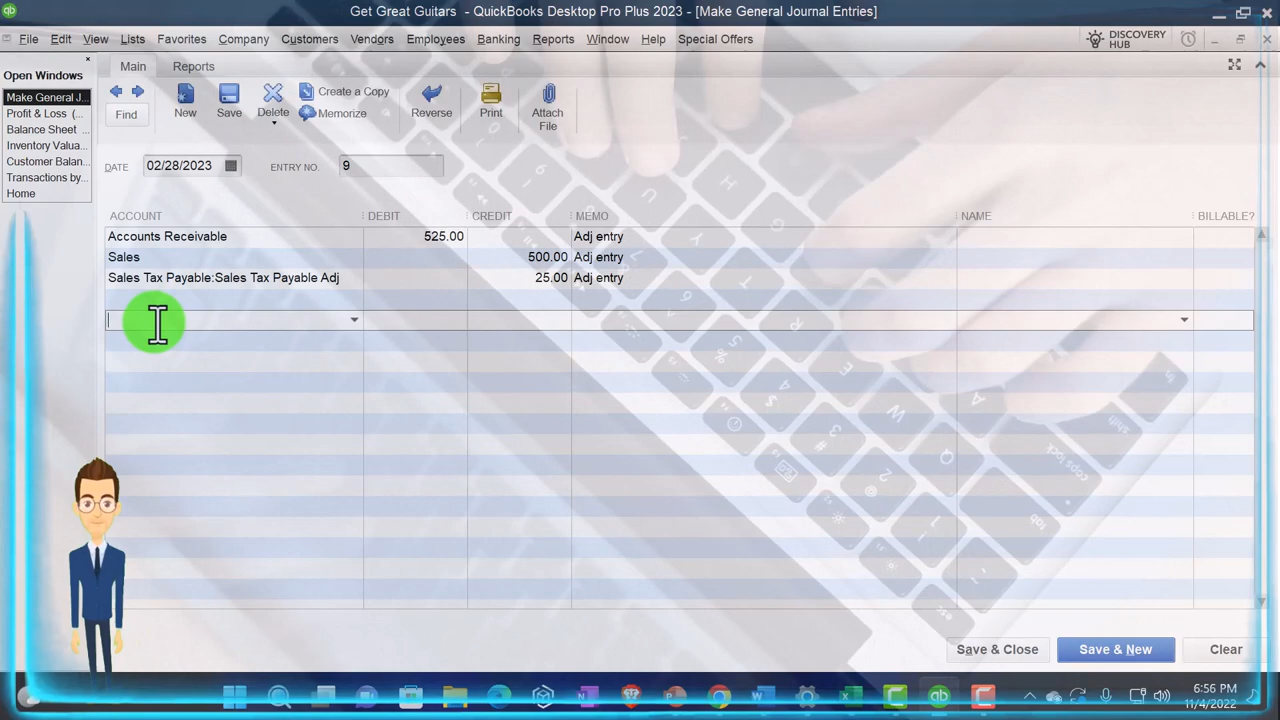 Get Great Guitars - QuickBooks Desktop Pro Plus 2023 - [Make General Journal Entries]
File Edit View Lists Favorites Company Customers Vendors Employees Banking Reports Window Help Special Offers
DISCOVERY HUB
Open Windows
Make General J...
Profit & Loss (...
Balance Sheet ...
Inventory Valua...
Customer Balan...
Transactions by...
Home
Main Reports
Find
New
Save
Delete
Create a Copy
Memorize
Reverse
Print
Attach File
DATE 02/28/2023 ENTRY NO. 9
ACCOUNT DEBIT CREDIT MEMO NAME BILLABLE?
Accounts Receivable 525.00 Adj entry
Sales 500.00 Adj entry
Sales Tax Payable:Sales Tax Payable Adj 25.00 Adj entry
Save & Close Save & New Clear
6:56 PM
11/4/2022